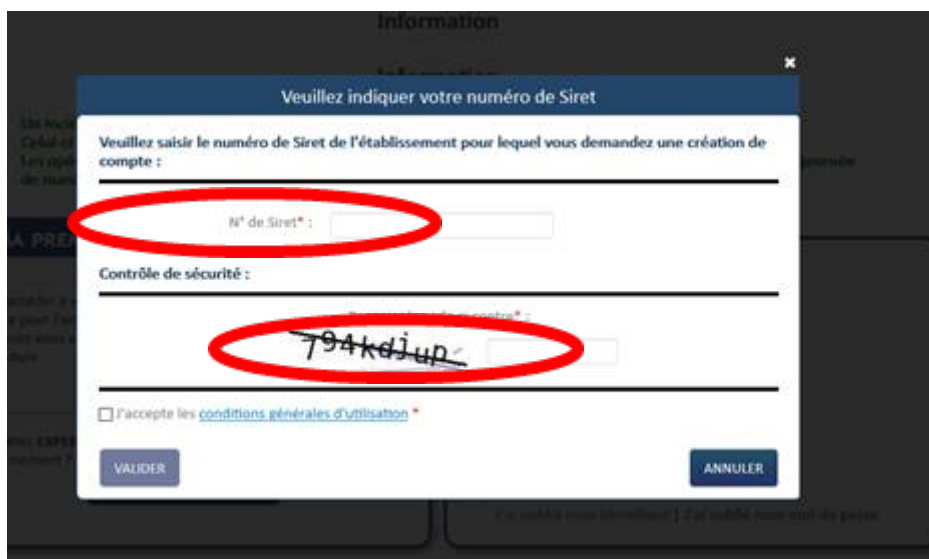 Information
Information
Veuillez indiquer votre numéro de Siret
Veuillez saisir le numéro de Siret de l'établissement pour lequel vous demandez une création de
compte :
journée
N° de Siret* :
Contrôle de sécurité :
794kdjup
J'accepte les conditions générales d'utilisation *
VALIDER
ANNULER
J'ai oublié mon identifiant | J'ai oublié mon mot de passe